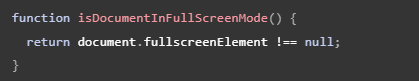 function isDocumentInFullScreenMode() {
  return document.fullscreenElement !== null;
}